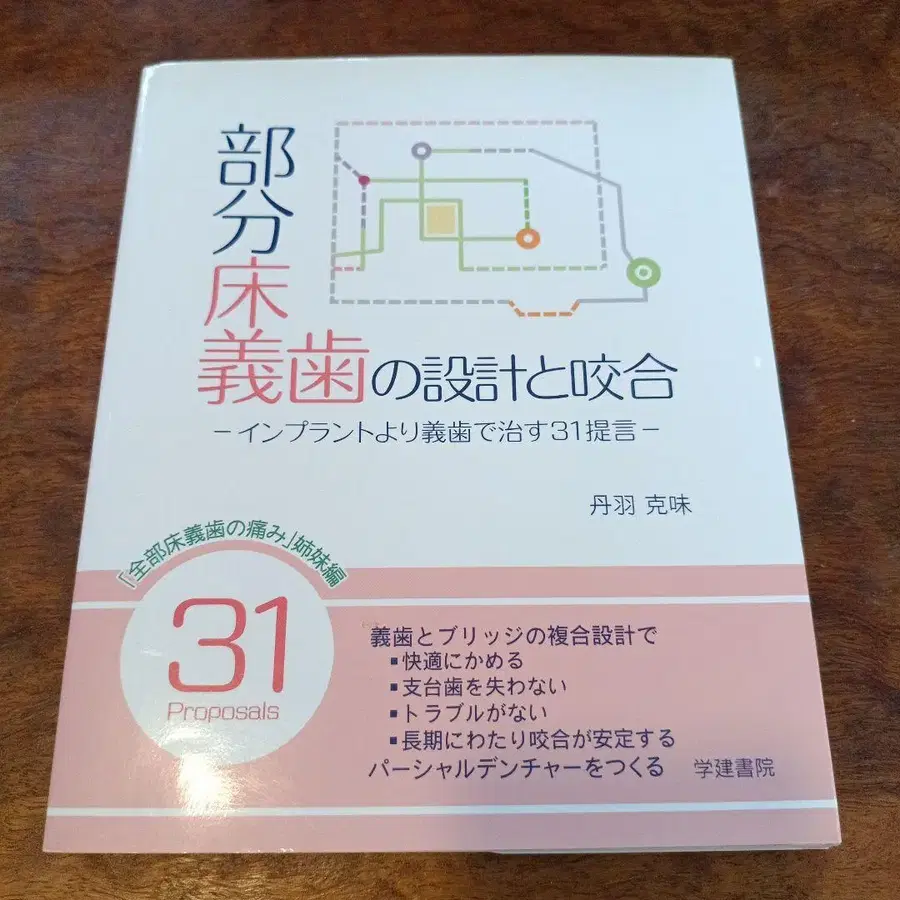 部分床義歯の設計と咬合
－インプラントより義歯で治す31提言－
丹羽 克味
「全部床義歯の痛み」姉妹編
31
Proposals
義歯とブリッジの複合設計で
▪快適にかめる
▪支台歯を失わない
▪トラブルがない
▪長期にわたり咬合が安定する
パーシャルデンチャーをつくる
学建書院